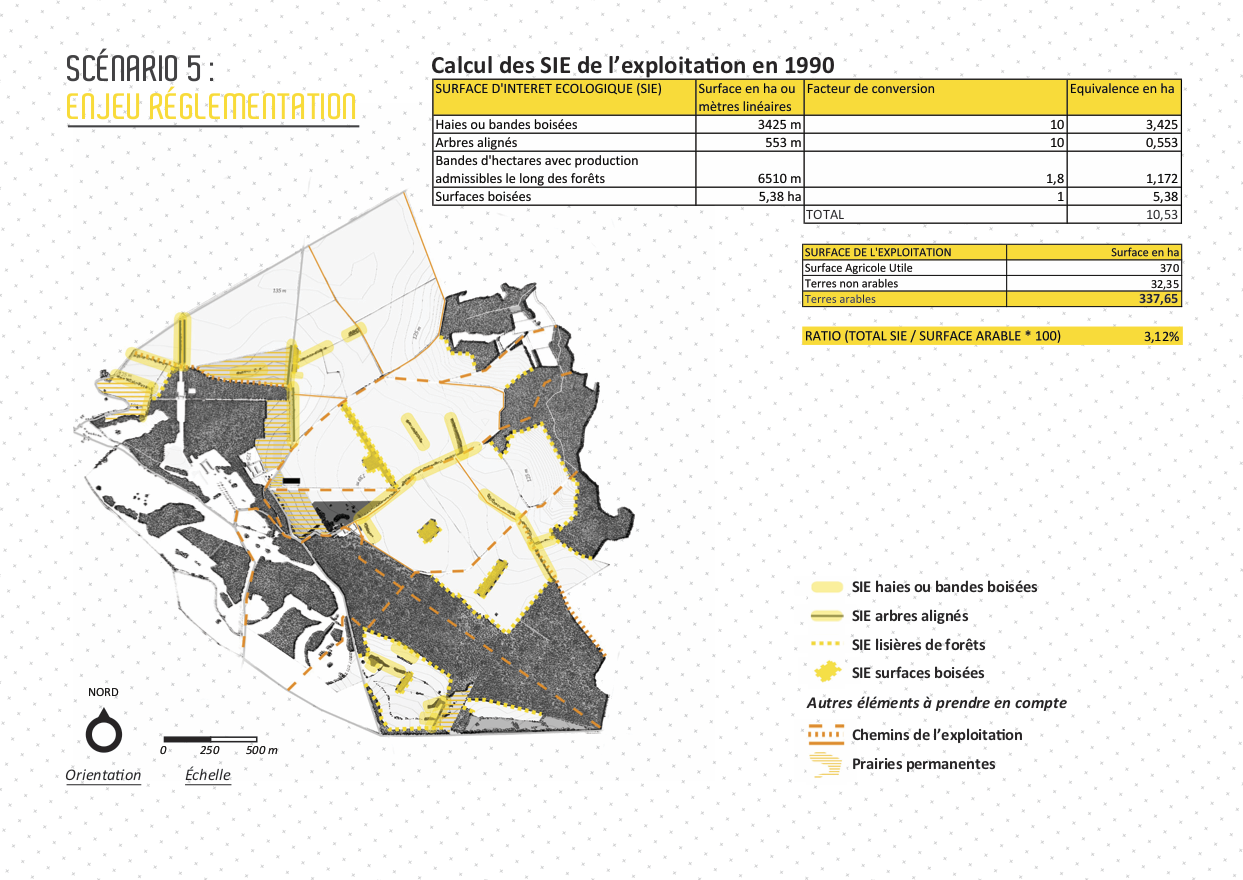 SCÉNARIO 5 :
ENJEU RÉGLEMENTATION
Calcul des SIE de l'exploitation en 1990
SURFACE D'INTERET ECOLOGIQUE (SIE) Surface en ha ou mètres linéaires Facteur de conversion Equivalence en ha
Haies ou bandes boisées 3425 m 10 3,425
Arbres alignés 553 m 10 0,553
Bandes d'hectares avec production
admissibles le long des forêts 6510 m 1,8 1,172
Surfaces boisées 5,38 ha 1 5,38
TOTAL 10,53
SURFACE DE L'EXPLOITATION Surface en ha
Surface Agricole Utile 370
Terres non arables 32,35
Terres arables 337,65
RATIO (TOTAL SIE / SURFACE ARABLE * 100) 3,12%
135 m
125 m
SIE haies ou bandes boisées
SIE arbres alignés
SIE lisières de forêts
SIE surfaces boisées
Autres éléments à prendre en compte
Chemins de l'exploitation
Prairies permanentes
NORD
0 250 500 m
Orientation Échelle